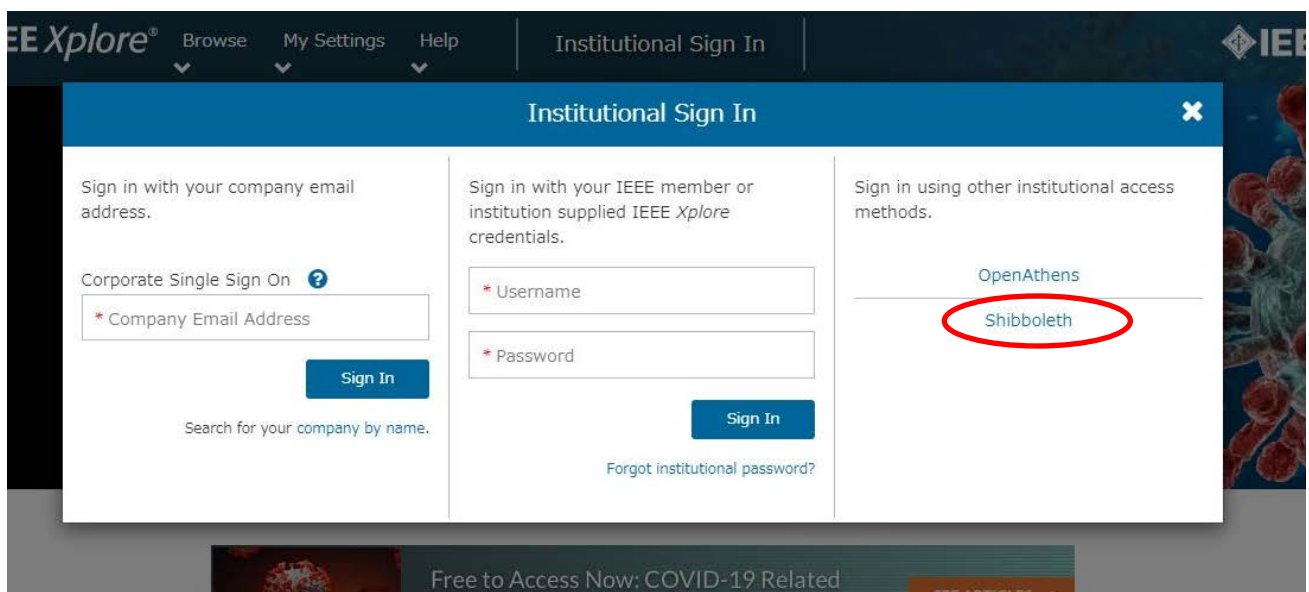 EE Xplore®
Browse
My Settings
Help
Institutional Sign In
IEE
Institutional Sign In
Sign in with your company email
address.
Corporate Single Sign On ?
* Company Email Address
Sign In
Search for your company by name.
Sign in with your IEEE member or
institution supplied IEEE Xplore
credentials.
* Username
* Password
Sign In
Forgot institutional password?
Sign in using other institutional access
methods.
OpenAthens
Shibboleth
Free to Access Now: COVID-19 Related